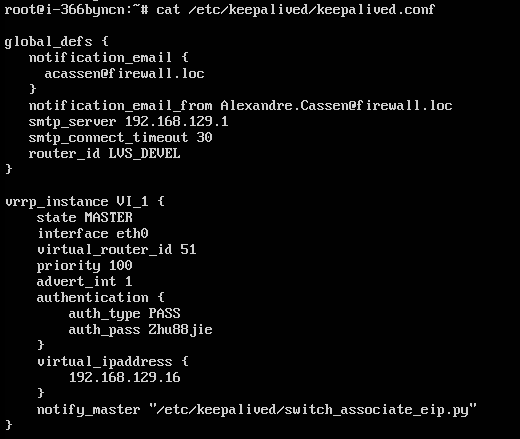 root@i-366byncn:~# cat /etc/keepalived/keepalived.conf
global_defs {
notification_email {
acassen@firewall.loc
}
notification_email_from Alexandre.Cassen@firewall.loc
smtp_server 192.168.129.1
smtp_connect_timeout 30
router_id LVS_DEVEL
}
vrrp_instance VI_1 {
state MASTER
interface eth0
virtual_router_id 51
priority 100
advert_int 1
authentication {
auth_type PASS
auth_pass Zhu88jie
}
virtual_ipaddress {
192.168.129.16
}
notify_master "/etc/keepalived/switch_associate_eip.py"
}